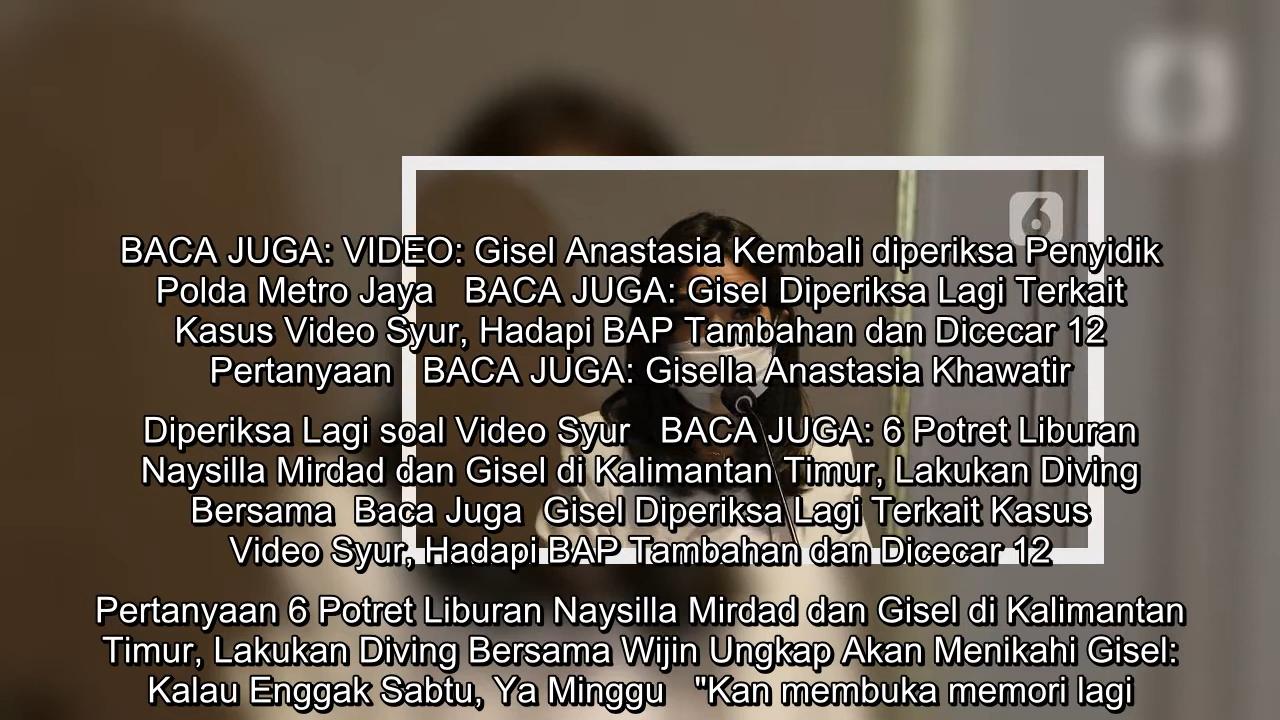 6
BACA JUGA: VIDEO: Gisel Anastasia Kembali diperiksa Penyidik
Polda Metro Jaya   BACA JUGA: Gisel Diperiksa Lagi Terkait
Kasus Video Syur, Hadapi BAP Tambahan dan Dicecar 12
Pertanyaan   BACA JUGA: Gisella Anastasia Khawatir
Diperiksa Lagi soal Video Syur   BACA JUGA: 6 Potret Liburan
Naysilla Mirdad dan Gisel di Kalimantan Timur, Lakukan Diving
Bersama  Baca Juga  Gisel Diperiksa Lagi Terkait Kasus
Video Syur, Hadapi BAP Tambahan dan Dicecar 12
Pertanyaan 6 Potret Liburan Naysilla Mirdad dan Gisel di Kalimantan
Timur, Lakukan Diving Bersama Wijin Ungkap Akan Menikahi Gisel:
Kalau Enggak Sabtu, Ya Minggu   "Kan membuka memori lagi